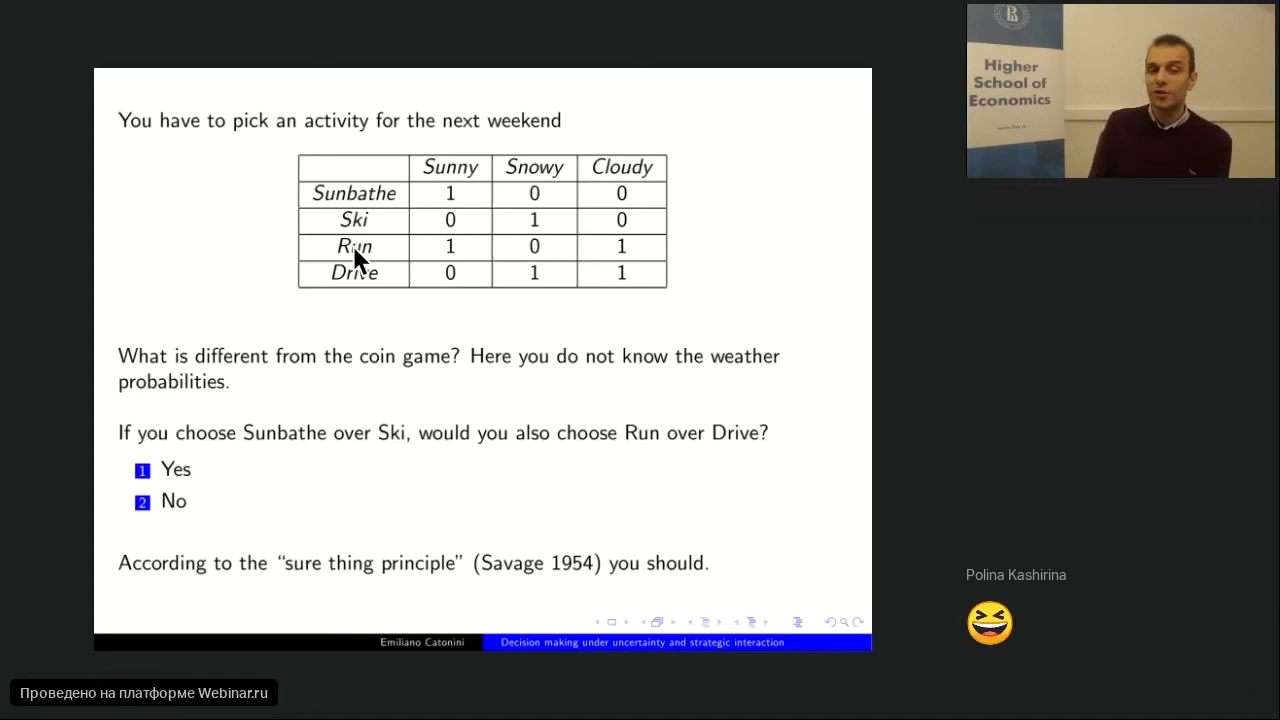 You have to pick an activity for the next weekend
Sunny Snowy Cloudy
Sunbathe 1 0 0
Ski 0 1 0
Run 1 0 1
Drive 0 1 1
What is different from the coin game? Here you do not know the weather
probabilities.
If you choose Sunbathe over Ski, would you also choose Run over Drive?
1 Yes
2 No
According to the “sure thing principle” (Savage 1954) you should.
Emiliano Catonini Decision making under uncertainty and strategic interaction
Higher
School of
Economics
Polina Kashirina
Проведено на платформе Webinar.ru